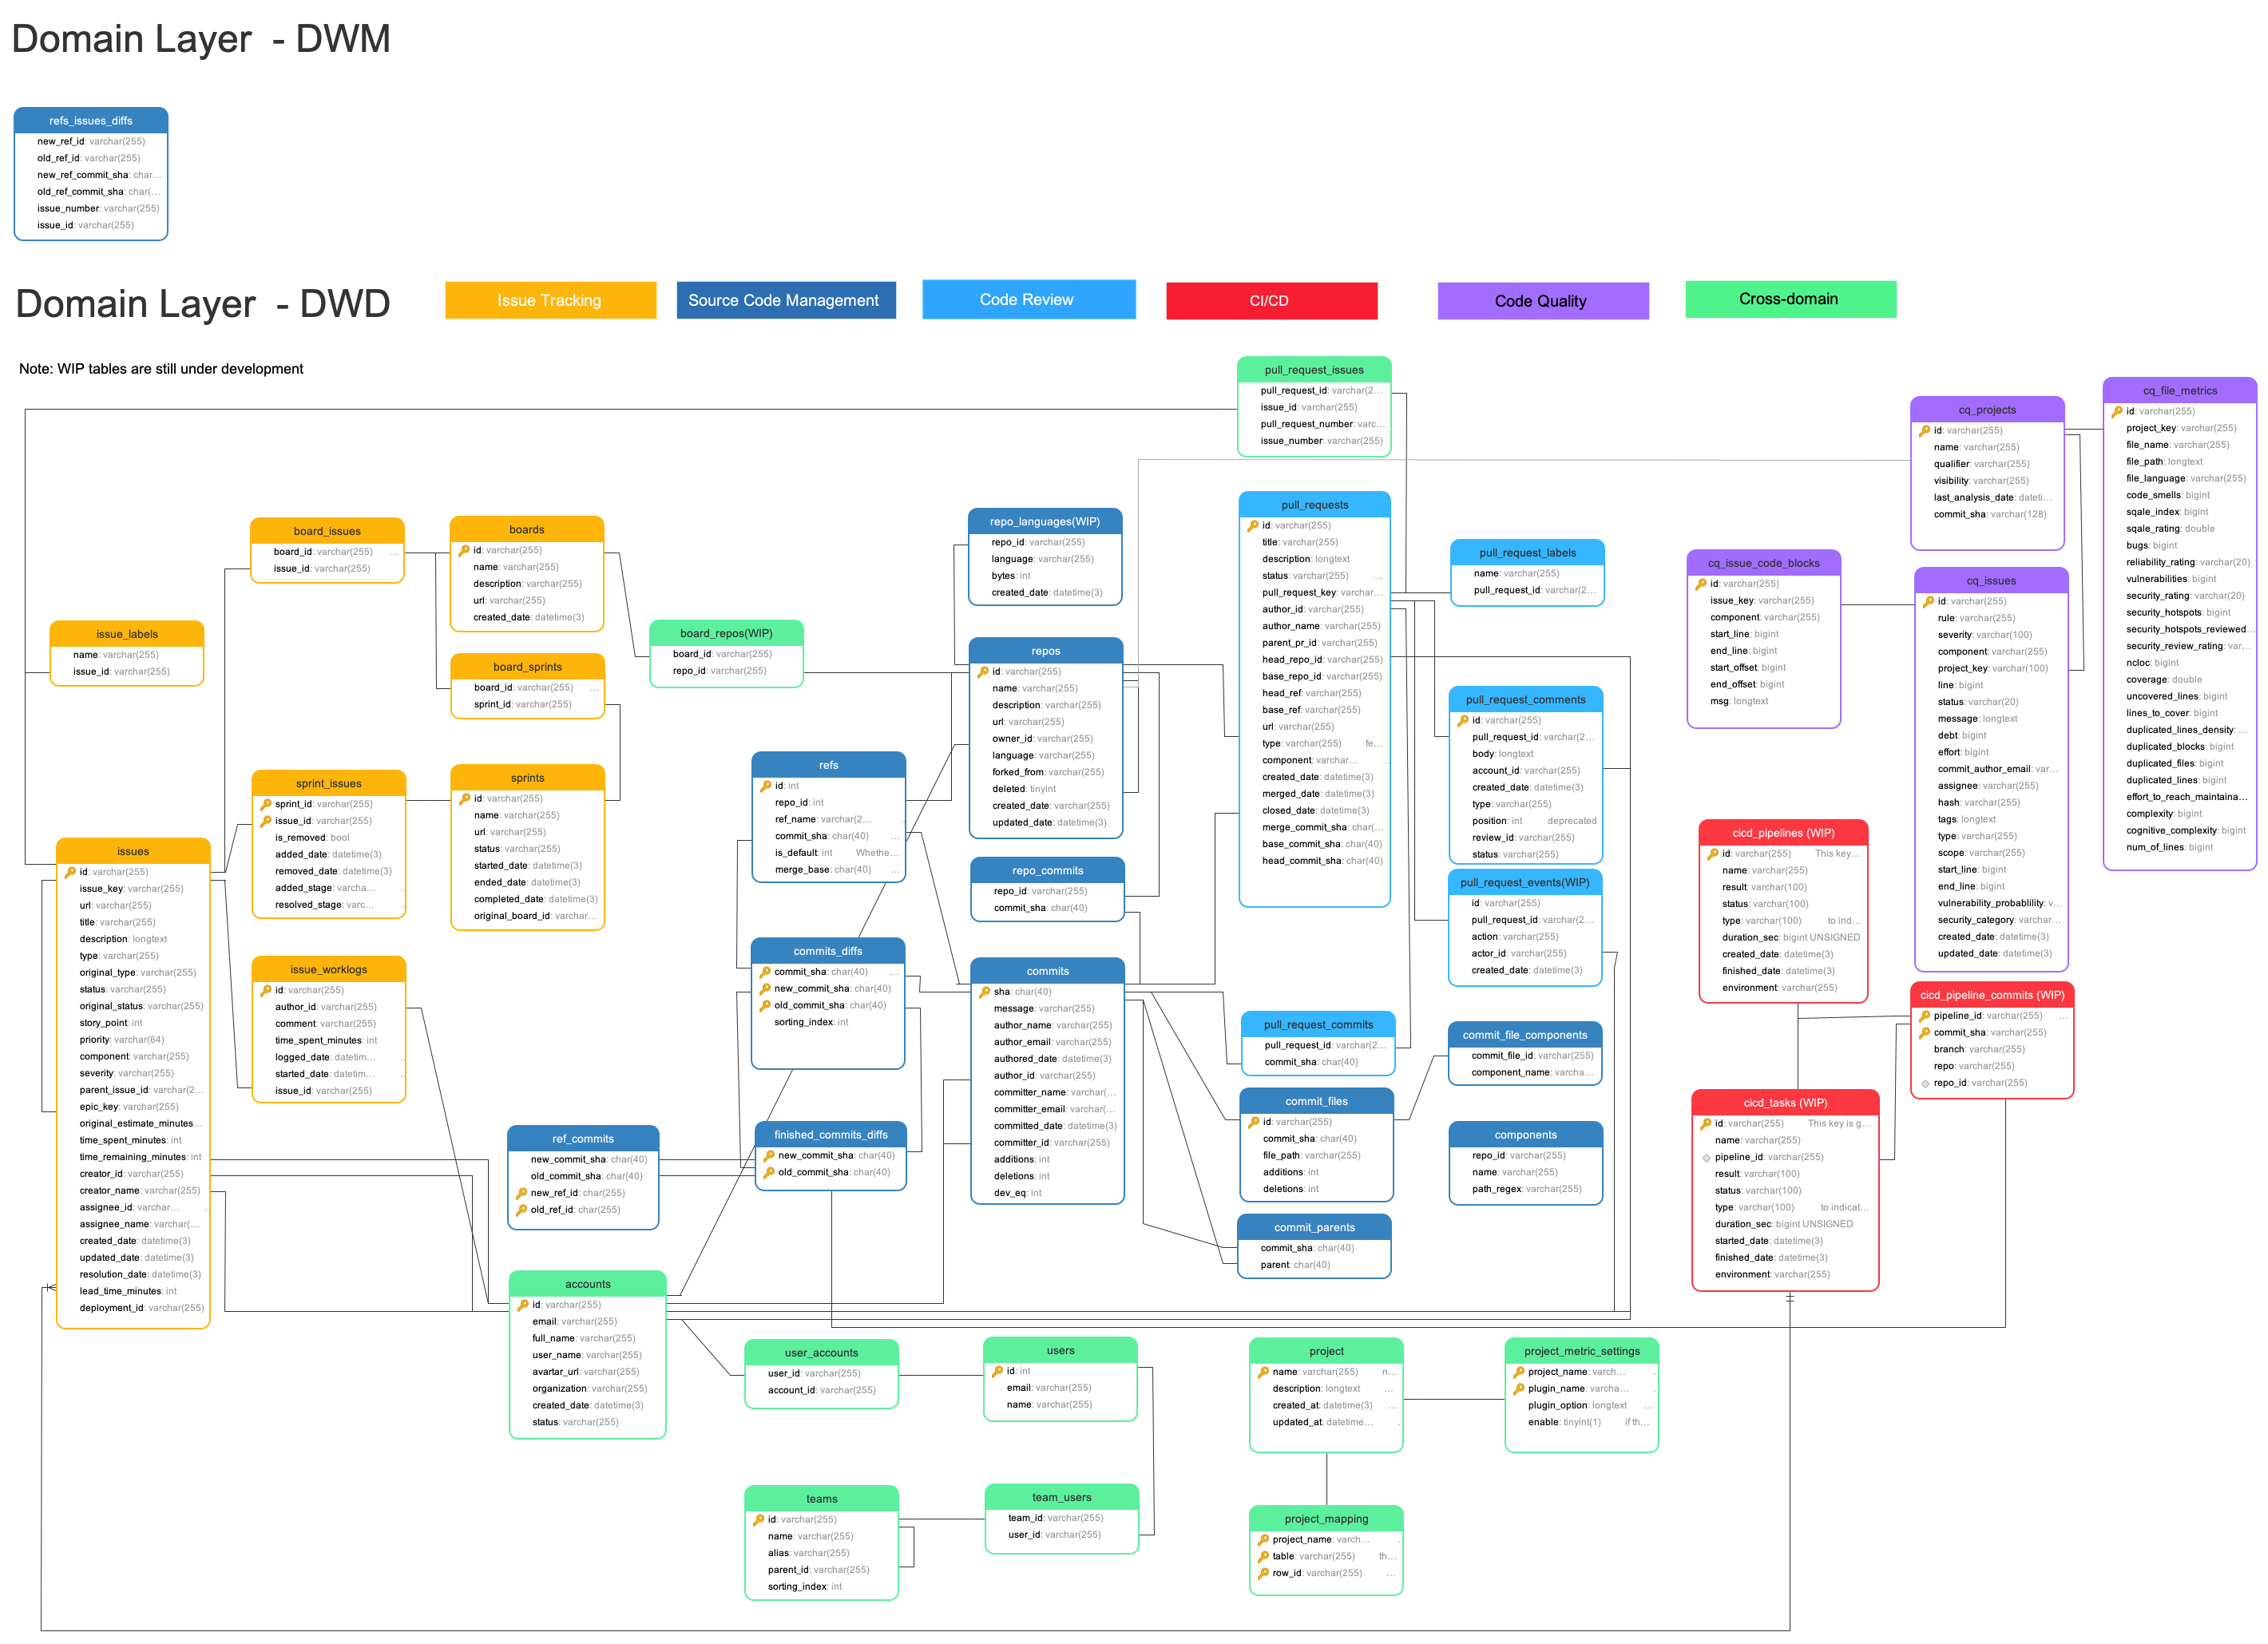 Domain Layer - DWM
refs_issues_diffs
new_ref_id: varchar(255)
old_ref_id: varchar(255)
new_ref_commit_sha: char...
old_ref_commit_sha: char(...
issue_number: varchar(255)
issue_id: varchar(255)
Domain Layer - DWD
Issue Tracking
Source Code Management
Code Review
CI/CD
Code Quality
Cross-domain
Note: WIP tables are still under development
pull_request_issues
pull_request_id: varchar(2...
issue_id: varchar(255)
pull_request_number: varc...
issue_number: varchar(255)
cq_projects
id: varchar(255)
name: varchar(255)
qualifier: varchar(255)
visibility: varchar(255)
last_analysis_date: dateti...
commit_sha: varchar(128)
cq_file_metrics
id: varchar(255)
project_key: varchar(255)
file_name: varchar(255)
file_path: longtext
file_language: varchar(255)
code_smells: bigint
sqale_index: bigint
sqale_rating: double
bugs: bigint
reliability_rating: varchar(20)
vulnerabilities: bigint
security_rating: varchar(20)
security_hotspots: bigint
security_hotspots_reviewed...
security_review_rating: var...
ncloc: bigint
coverage: double
uncovered_lines: bigint
lines_to_cover: bigint
duplicated_lines_density: ...
duplicated_blocks: bigint
duplicated_files: bigint
duplicated_lines: bigint
effort_to_reach_maintaina...
complexity: bigint
cognitive_complexity: bigint
num_of_lines: bigint
board_issues
board_id: varchar(255) ...
issue_id: varchar(255)
boards
id: varchar(255)
name: varchar(255)
description: varchar(255)
url: varchar(255)
created_date: datetime(3)
repo_languages(WIP)
repo_id: varchar(255)
language: varchar(255)
bytes: int
created_date: datetime(3)
pull_requests
id: varchar(255)
title: varchar(255)
description: longtext
status: varchar(255) ...
pull_request_key: varchar...
author_id: varchar(255)
author_name: varchar(255)
parent_pr_id: varchar(255)
head_repo_id: varchar(255)
base_repo_id: varchar(255)
head_ref: varchar(255)
base_ref: varchar(255)
url: varchar(255)
type: varchar(255) fe...
component: varchar...
created_date: datetime(3)
merged_date: datetime(3)
closed_date: datetime(3)
merge_commit_sha: char(...
base_commit_sha: char(40)
head_commit_sha: char(40)
pull_request_labels
name: varchar(255)
pull_request_id: varchar(2...
cq_issue_code_blocks
id: varchar(255)
issue_key: varchar(255)
component: varchar(255)
start_line: bigint
end_line: bigint
start_offset: bigint
end_offset: bigint
msg: longtext
cq_issues
id: varchar(255)
rule: varchar(255)
severity: varchar(100)
component: varchar(255)
project_key: varchar(100)
line: bigint
status: varchar(20)
message: longtext
debt: bigint
effort: bigint
commit_author_email: var...
assignee: varchar(255)
hash: varchar(255)
tags: longtext
type: varchar(255)
scope: varchar(255)
start_line: bigint
end_line: bigint
vulnerability_probablility: v...
security_category: varchar...
created_date: datetime(3)
updated_date: datetime(3)
issue_labels
name: varchar(255)
issue_id: varchar(255)
board_repos(WIP)
board_id: varchar(255)
repo_id: varchar(255)
board_sprints
board_id: varchar(255) ...
sprint_id: varchar(255)
repos
id: varchar(255)
name: varchar(255)
description: varchar(255)
url: varchar(255)
owner_id: varchar(255)
language: varchar(255)
forked_from: varchar(255)
deleted: tinyint
created_date: varchar(255)
updated_date: datetime(3)
pull_request_comments
id: varchar(255)
pull_request_id: varchar(2...
body: longtext
account_id: varchar(255)
created_date: datetime(3)
type: varchar(255)
position: int deprecated
review_id: varchar(255)
status: varchar(255)
refs
id: int
repo_id: int
ref_name: varchar(2...
commit_sha: char(40) ...
is_default: int Whethe...
merge_base: char(40) ...
sprint_issues
sprint_id: varchar(255)
issue_id: varchar(255)
is_removed: bool
added_date: datetime(3)
removed_date: datetime(3)
added_stage: varcha... ..
resolved_stage: varc... ..
sprints
id: varchar(255)
name: varchar(255)
url: varchar(255)
status: varchar(255)
started_date: datetime(3)
ended_date: datetime(3)
completed_date: datetime(3)
original_board_id: varchar...
cicd_pipelines (WIP)
id: varchar(255) This key...
name: varchar(255)
result: varchar(100)
status: varchar(100)
type: varchar(100) to ind...
duration_sec: bigint UNSIGNED
created_date: datetime(3)
finished_date: datetime(3)
environment: varchar(255)
issues
id: varchar(255)
issue_key: varchar(255)
url: varchar(255)
title: varchar(255)
description: longtext
type: varchar(255)
original_type: varchar(255)
status: varchar(255)
original_status: varchar(255)
story_point: int
priority: varchar(64)
component: varchar(255)
severity: varchar(255)
parent_issue_id: varchar(2...
epic_key: varchar(255)
original_estimate_minutes...
time_spent_minutes: int
time_remaining_minutes: int
creator_id: varchar(255)
creator_name: varchar(255)
assignee_id: varchar... ..
assignee_name: varchar(...
created_date: datetime(3)
updated_date: datetime(3)
resolution_date: datetime(3)
lead_time_minutes: int
deployment_id: varchar(255)
repo_commits
repo_id: varchar(255)
commit_sha: char(40)
pull_request_events(WIP)
id: varchar(255)
pull_request_id: varchar(2...
action: varchar(255)
actor_id: varchar(255)
created_date: datetime(3)
commits_diffs
commit_sha: char(40) ...
new_commit_sha: char(40)
old_commit_sha: char(40)
sorting_index: int
issue_worklogs
id: varchar(255)
author_id: varchar(255)
comment: varchar(255)
time_spent_minutes: int
logged_date: datetim... ..
started_date: datetim... ..
issue_id: varchar(255)
commits
sha: char(40)
message: varchar(255)
author_name: varchar(255)
author_email: varchar(255)
authored_date: datetime(3)
author_id: varchar(255)
committer_name: varchar(...
committer_email: varchar(...
committed_date: datetime(3)
committer_id: varchar(255)
additions: int
deletions: int
dev_eq: int
cicd_pipeline_commits (WIP)
pipeline_id: varchar(255) ...
commit_sha: varchar(255)
branch: varchar(255)
repo: varchar(255)
repo_id: varchar(255)
pull_request_commits
pull_request_id: varchar(2...
commit_sha: char(40)
commit_file_components
commit_file_id: varchar(255)
component_name: varcha...
commit_files
id: varchar(255)
commit_sha: char(40)
file_path: varchar(255)
additions: int
deletions: int
cicd_tasks (WIP)
id: varchar(255) This key is g...
name: varchar(255)
pipeline_id: varchar(255)
result: varchar(100)
status: varchar(100)
type: varchar(100) to indicat...
duration_sec: bigint UNSIGNED
started_date: datetime(3)
finished_date: datetime(3)
environment: varchar(255)
ref_commits
new_commit_sha: char(40)
old_commit_sha: char(40)
new_ref_id: char(255)
old_ref_id: char(255)
finished_commits_diffs
new_commit_sha: char(40)
old_commit_sha: char(40)
components
repo_id: varchar(255)
name: varchar(255)
path_regex: varchar(255)
commit_parents
commit_sha: char(40)
parent: char(40)
accounts
id: varchar(255)
email: varchar(255)
full_name: varchar(255)
user_name: varchar(255)
avartar_url: varchar(255)
organization: varchar(255)
created_date: datetime(3)
status: varchar(255)
user_accounts
user_id: varchar(255)
account_id: varchar(255)
users
id: int
email: varchar(255)
name: varchar(255)
project
name: varchar(255) n...
description: longtext ...
created_at: datetime(3) ...
updated_at: datetime... ..
project_metric_settings
project_name: varch... ..
plugin_name: varcha... ..
plugin_option: longtext ...
enable: tinyint(1) if th...
teams
id: varchar(255)
name: varchar(255)
alias: varchar(255)
parent_id: varchar(255)
sorting_index: int
team_users
team_id: varchar(255)
user_id: varchar(255)
project_mapping
project_name: varch... ..
table: varchar(255) th...
row_id: varchar(255) ...